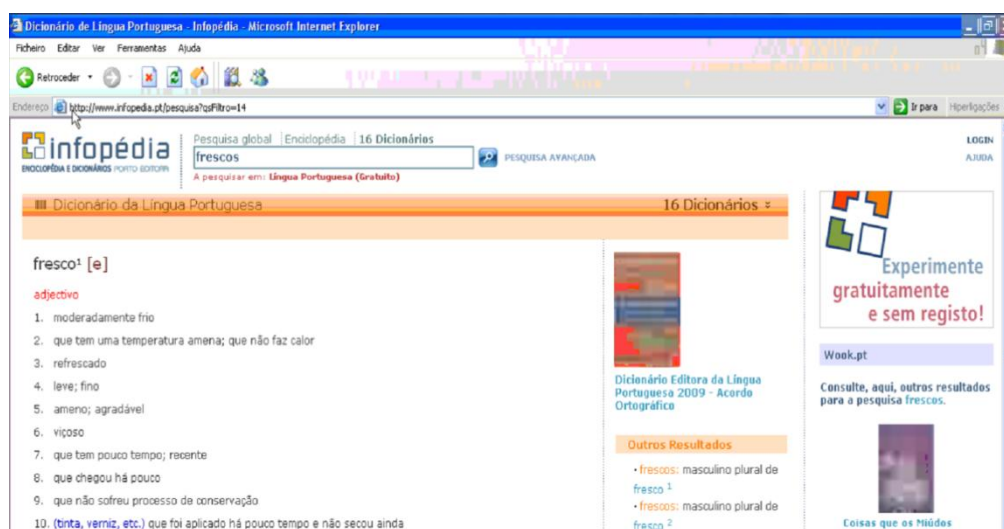 Dicionário de Língua Portuguesa - Infopédia - Microsoft Internet Explorer
Ficheiro Editar Ver Ferramentas Ajuda
Retroceder
Endereço http://www.infopedia.pt/pesquisa?qsFiltro=14 Ir para Hiperligações
Pesquisa global Enciclopédia 16 Dicionários LOGIN
infopédia frescos PESQUISA AVANÇADA AJUDA
ENCICLOPÉDIA E DICIONÁRIOS PORTO EDITORA A pesquisar em: Língua Portuguesa (Gratuito)
Dicionário da Língua Portuguesa 16 Dicionários
fresco¹ [e]
adjectivo
1. moderadamente frio
2. que tem uma temperatura amena; que não faz calor
3. refrescado
4. leve; fino
5. ameno; agradável
6. viçoso
7. que tem pouco tempo; recente
8. que chegou há pouco
9. que não sofreu processo de conservação
10. (tinta, verniz, etc.) que foi aplicado há pouco tempo e não secou ainda
Dicionário Editora da Língua
Portuguesa 2009 - Acordo
Ortográfico
Outros Resultados
• frescos: masculino plural de
fresco ¹
• frescos: masculino plural de
fresco ²
Experimente
gratuitamente
e sem registo!
Wook.pt
Consulte, aqui, outros resultados
para a pesquisa frescos.
Coisas que os Miúdos